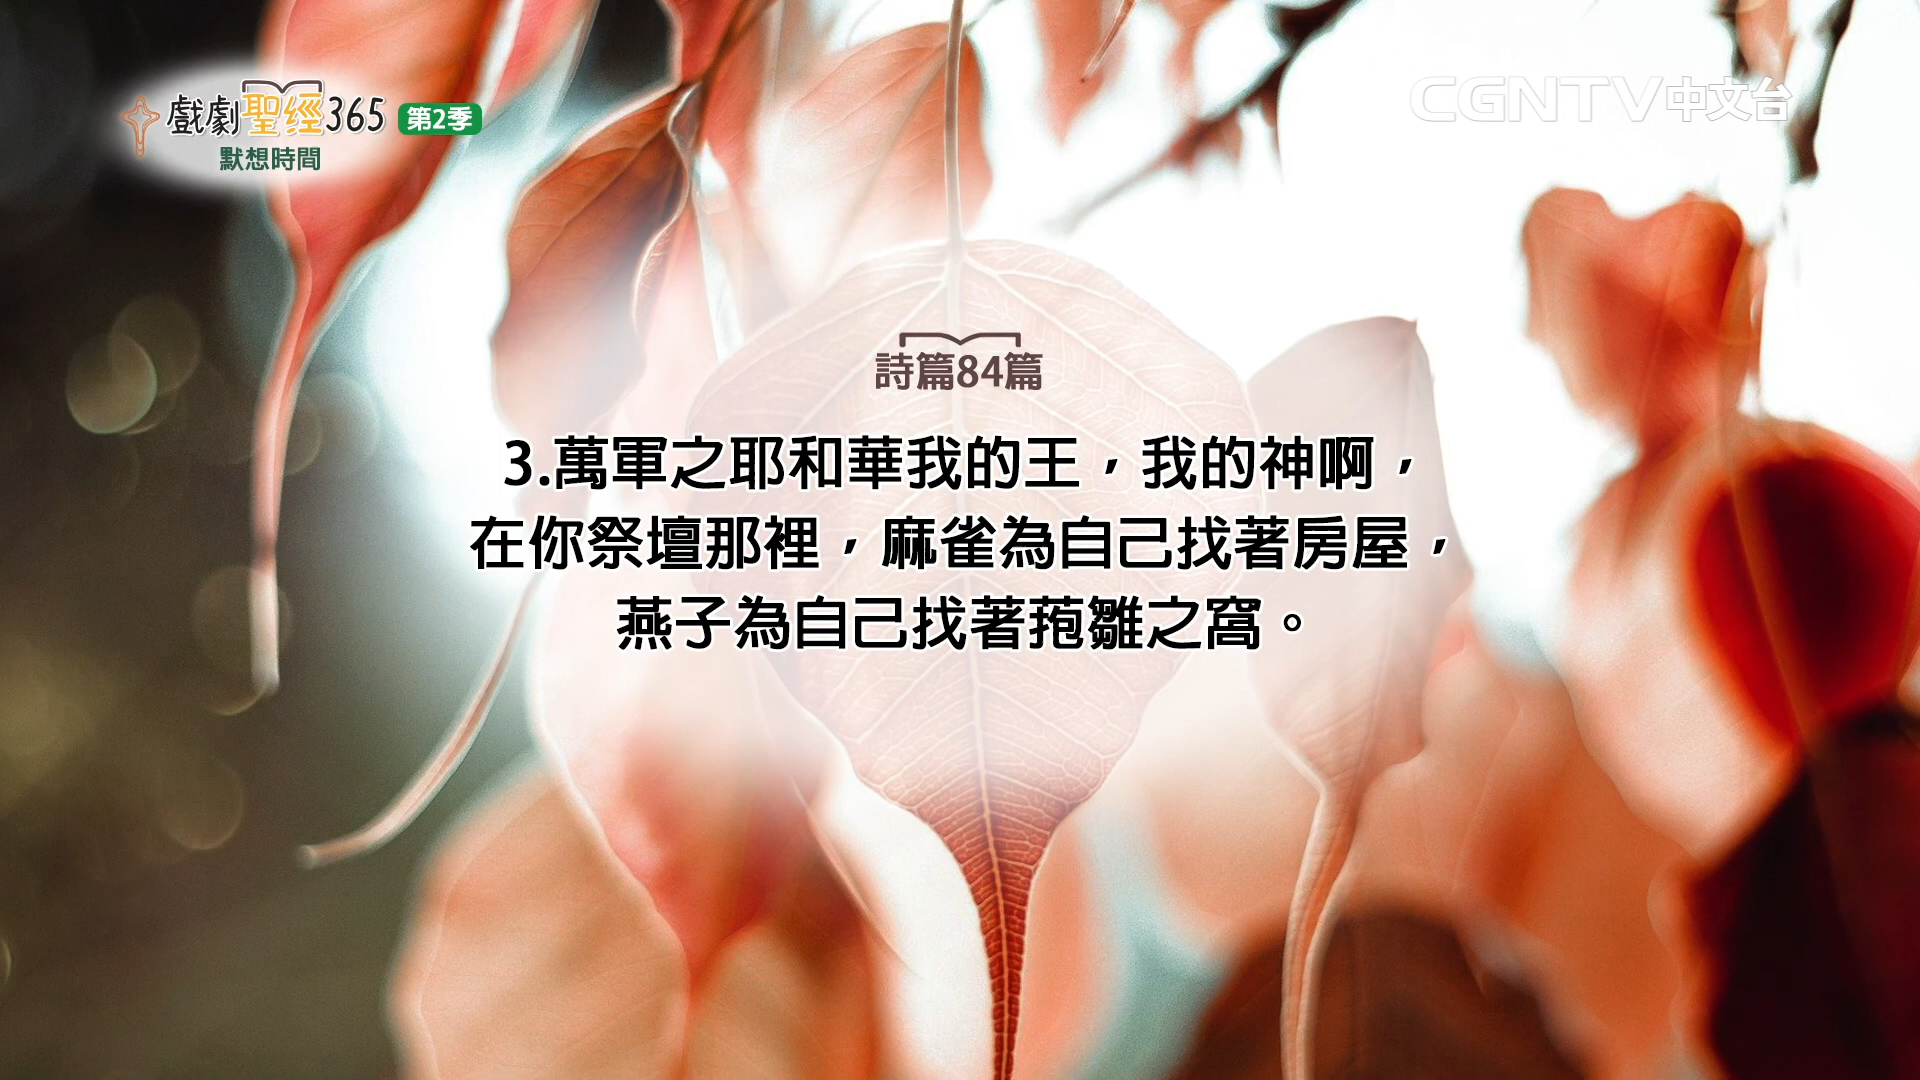 戲劇聖經365 第2季
默想時間
CGNTV中文台
詩篇84篇
3.萬軍之耶和華我的王，我的神啊，
在你祭壇那裡，麻雀為自己找著房屋，
燕子為自己找著菢雛之窩。